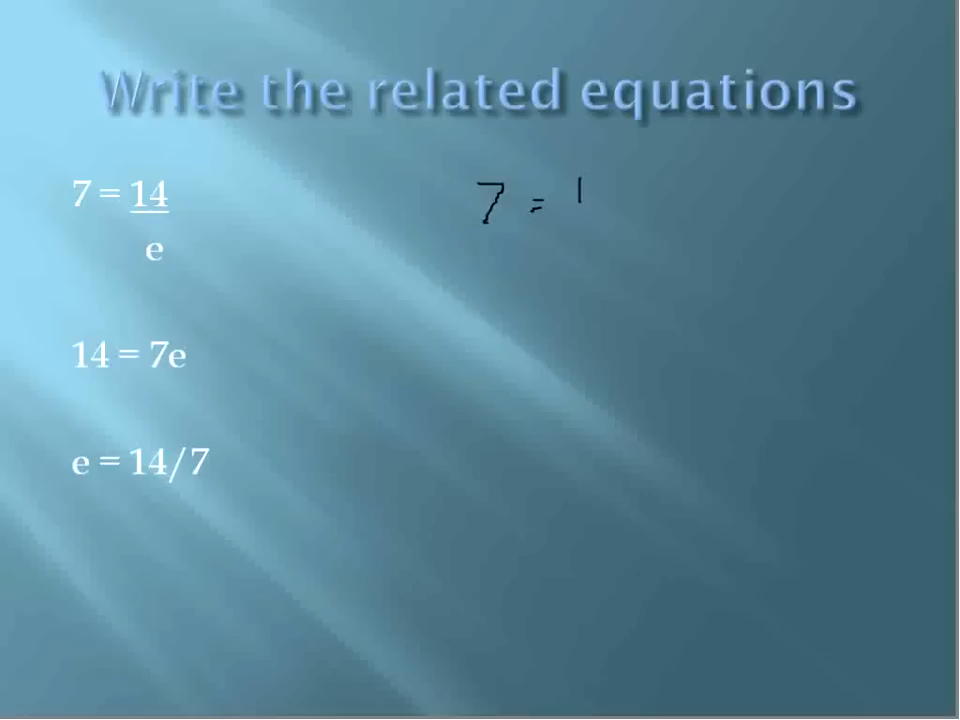 Write the related equations
7 = 14
e
7 = 1
14 = 7e
e = 14/7